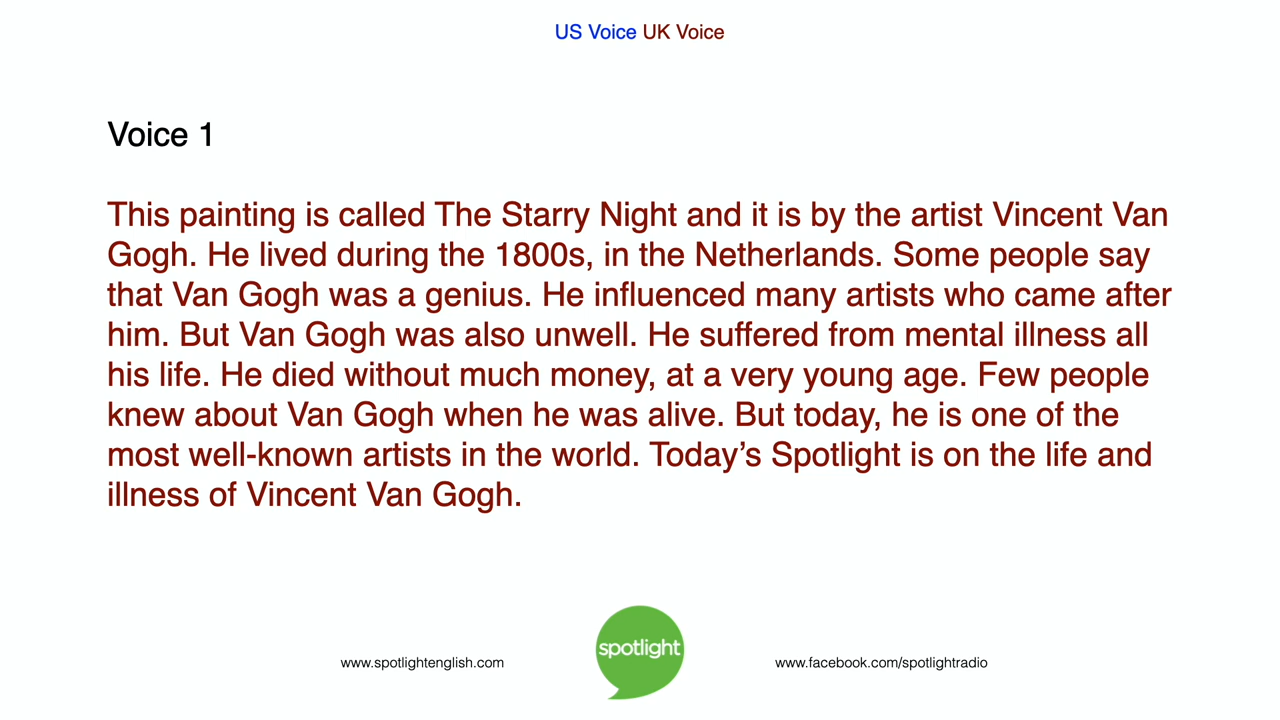 US Voice UK Voice
Voice 1
This painting is called The Starry Night and it is by the artist Vincent Van
Gogh. He lived during the 1800s, in the Netherlands. Some people say
that Van Gogh was a genius. He influenced many artists who came after
him. But Van Gogh was also unwell. He suffered from mental illness all
his life. He died without much money, at a very young age. Few people
knew about Van Gogh when he was alive. But today, he is one of the
most well-known artists in the world. Today’s Spotlight is on the life and
illness of Vincent Van Gogh.
www.spotlightenglish.com
spotlight
www.facebook.com/spotlightradio